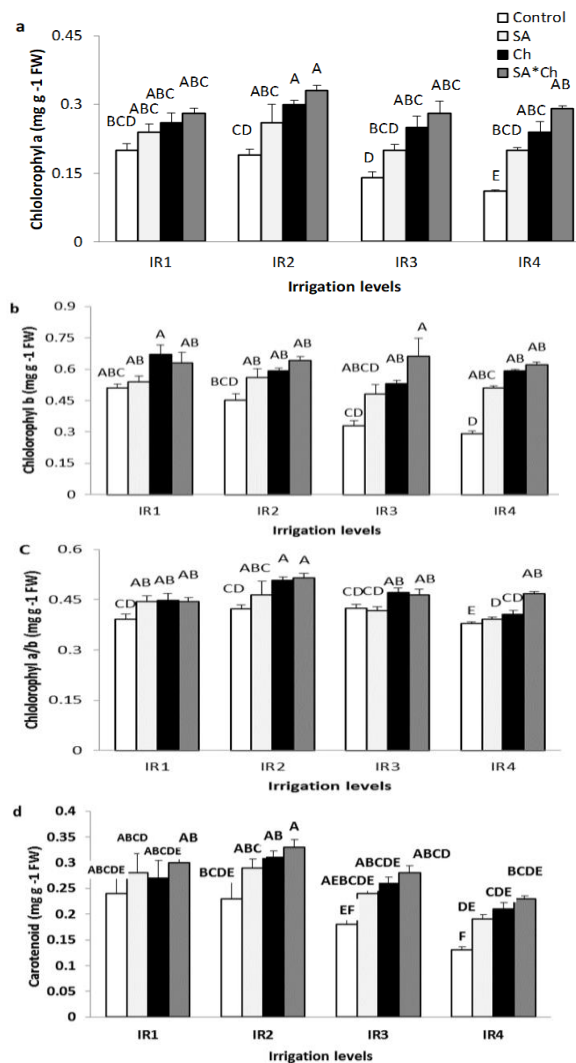 a
Control
SA
Ch
SA*Ch
Chlolorophyl a (mg g -1 FW)
0.45
0.3
0.15
0
BCD ABC ABC ABC
CD ABC A A
D BCD ABC ABC
E BCD ABC AB
IR1 IR2 IR3 IR4
Irrigation levels
b
Chlolorophyl b (mg g -1 FW)
0.9
0.75
0.6
0.45
0.3
0.15
0
ABC AB A AB
BCD AB AB AB
CD ABCD AB A
D ABC AB AB
IR1 IR2 IR3 IR4
Irrigation levels
C
Chlolorophyl a/b (mg g -1 FW)
0.6
0.45
0.3
0.15
0
CD AB AB AB
CD ABC A A
CD CD AB AB
E D CD AB
IR1 IR2 IR3 IR4
Irrigation levels
d
Carotenoid (mg g -1 FW)
0.4
0.35
0.3
0.25
0.2
0.15
0.1
0.05
0
ABCDE ABCD ABCDE AB
BCDE ABC AB A
EF AEBCDE ABCDE ABCD
F DE CDE BCDE
IR1 IR2 IR3 IR4
Irrigation levels